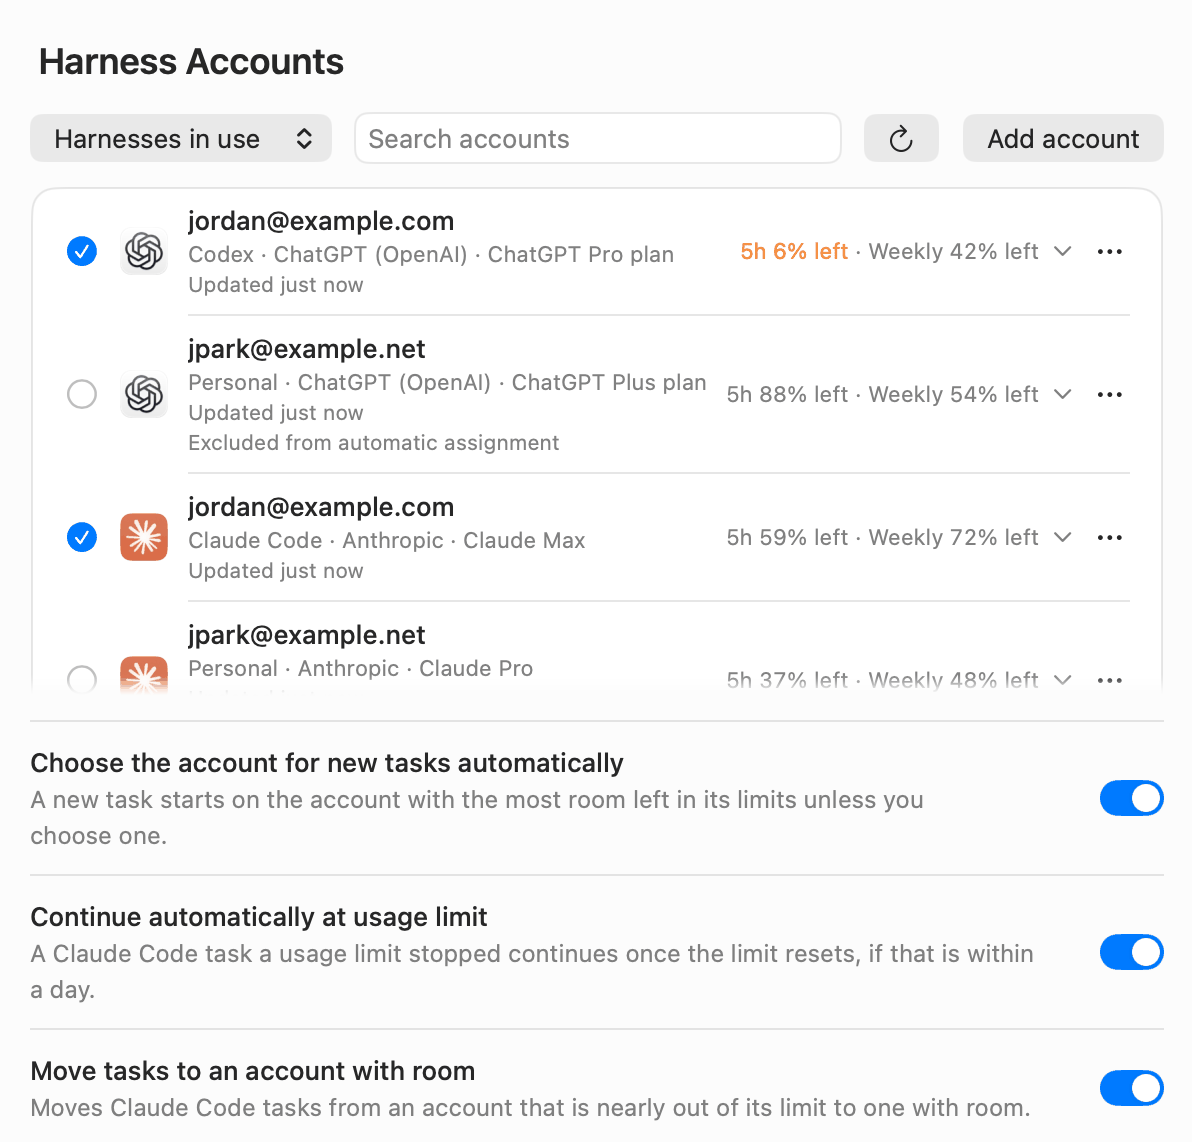 Harness Accounts
Harnesses in use
Search accounts
Add account
jordan@example.com
Codex · ChatGPT (OpenAI) · ChatGPT Pro plan
Updated just now
5h 6% left · Weekly 42% left
jpark@example.net
Personal · ChatGPT (OpenAI) · ChatGPT Plus plan
Updated just now
Excluded from automatic assignment
5h 88% left · Weekly 54% left
jordan@example.com
Claude Code · Anthropic · Claude Max
Updated just now
5h 59% left · Weekly 72% left
jpark@example.net
Personal · Anthropic · Claude Pro
5h 37% left · Weekly 48% left
Choose the account for new tasks automatically
A new task starts on the account with the most room left in its limits unless you
choose one.
Continue automatically at usage limit
A Claude Code task a usage limit stopped continues once the limit resets, if that is within
a day.
Move tasks to an account with room
Moves Claude Code tasks from an account that is nearly out of its limit to one with room.